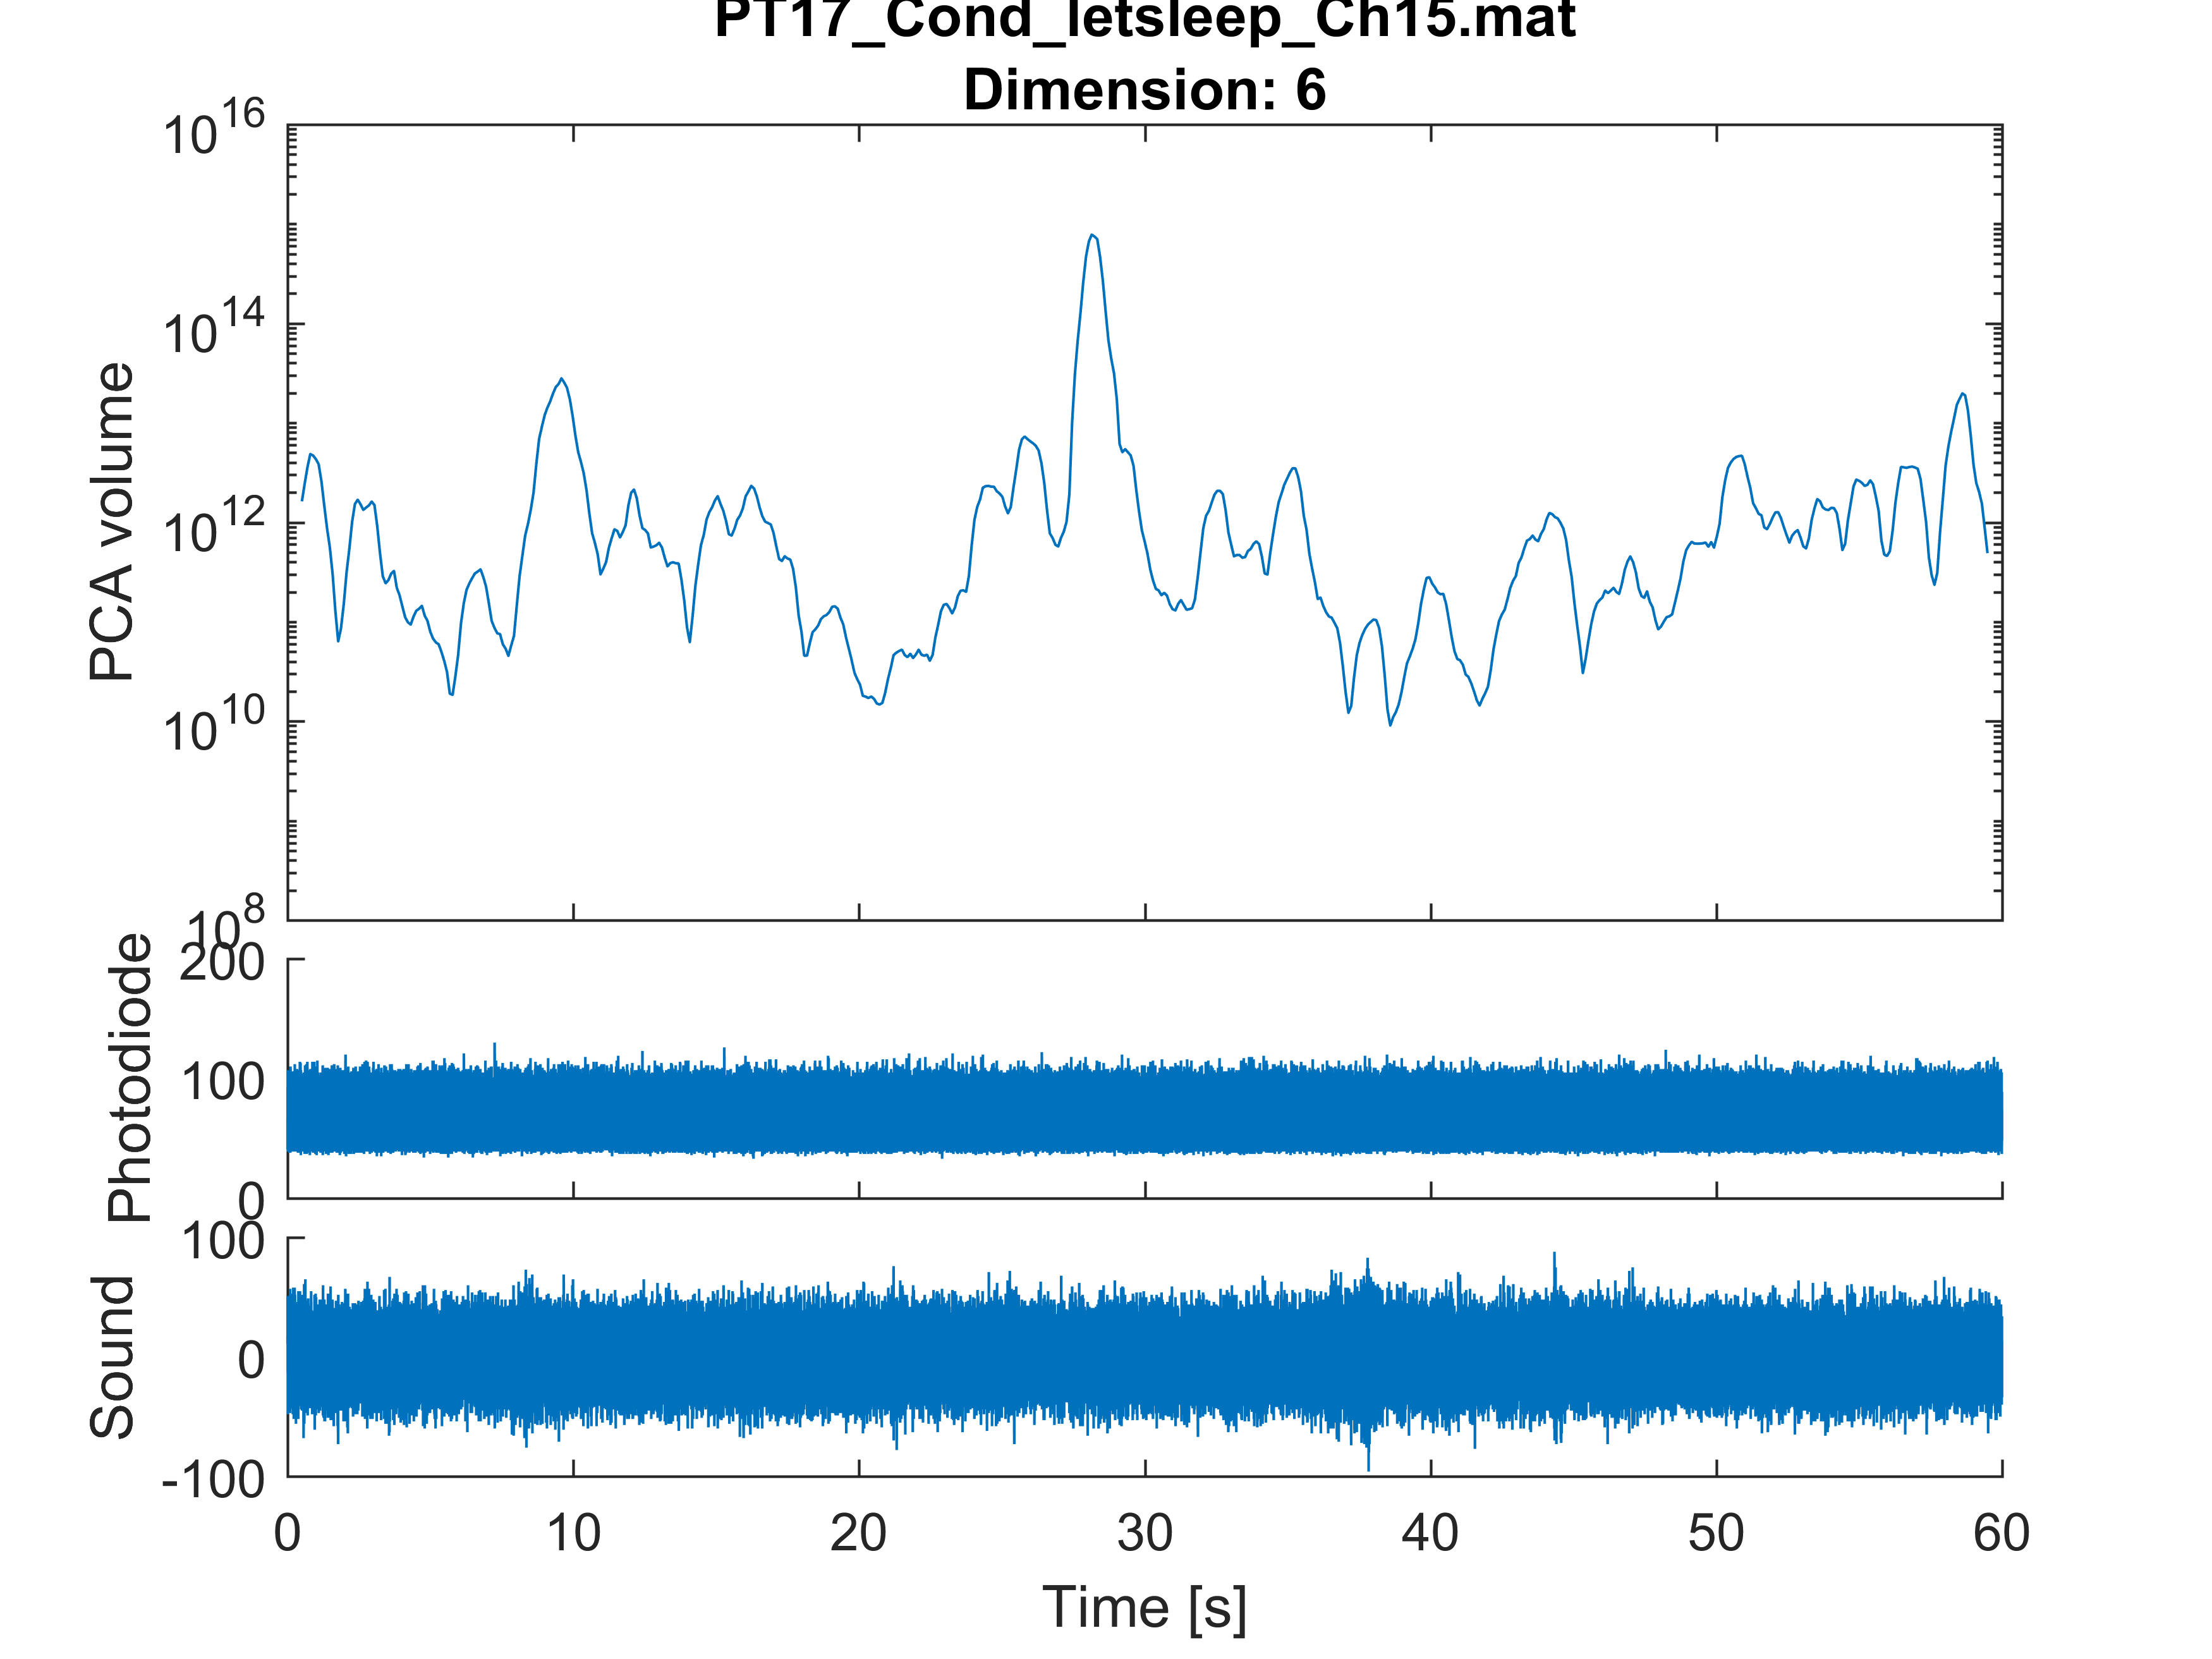 PT17_Cond_letsleep_Ch15.mat
Dimension: 6
PCA volume
10^16
10^14
10^12
10^10
10^8
Photodiode
200
100
0
Sound
100
0
-100
0 10 20 30 40 50 60
Time [s]